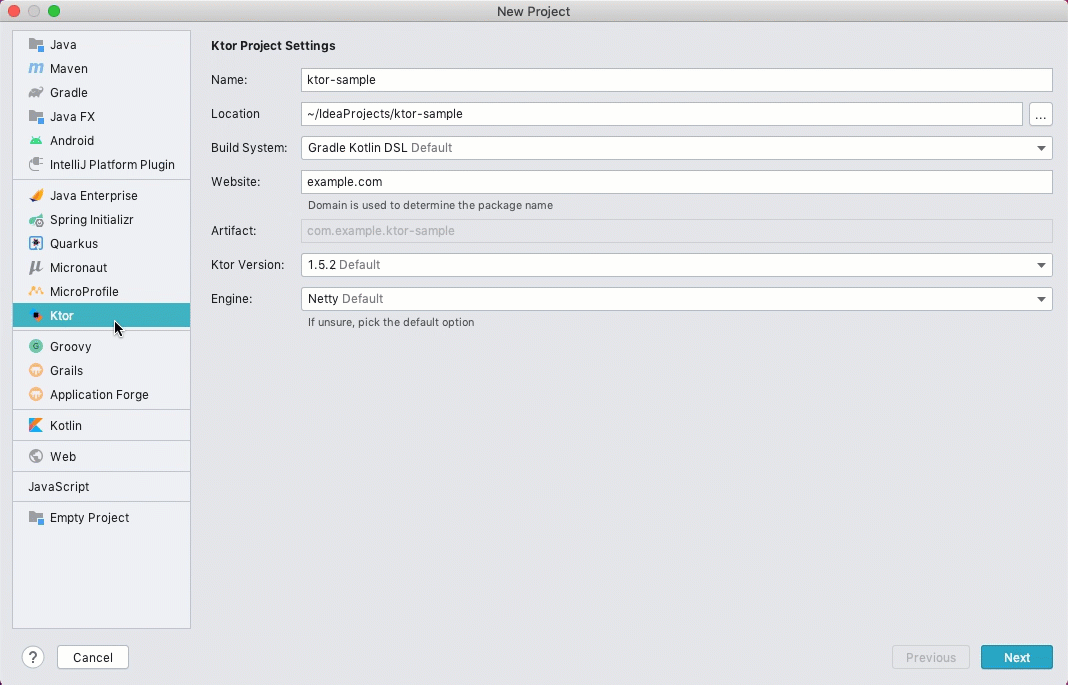 New Project
Java
Maven
Gradle
Java FX
Android
IntelliJ Platform Plugin
Java Enterprise
Spring Initializr
Quarkus
Micronaut
MicroProfile
Ktor
Groovy
Grails
Application Forge
Kotlin
Web
JavaScript
Empty Project
Ktor Project Settings
Name: ktor-sample
Location ~/IdeaProjects/ktor-sample ...
Build System: Gradle Kotlin DSL Default
Website: example.com
Domain is used to determine the package name
Artifact: com.example.ktor-sample
Ktor Version: 1.5.2 Default
Engine: Netty Default
If unsure, pick the default option
? Cancel Previous Next